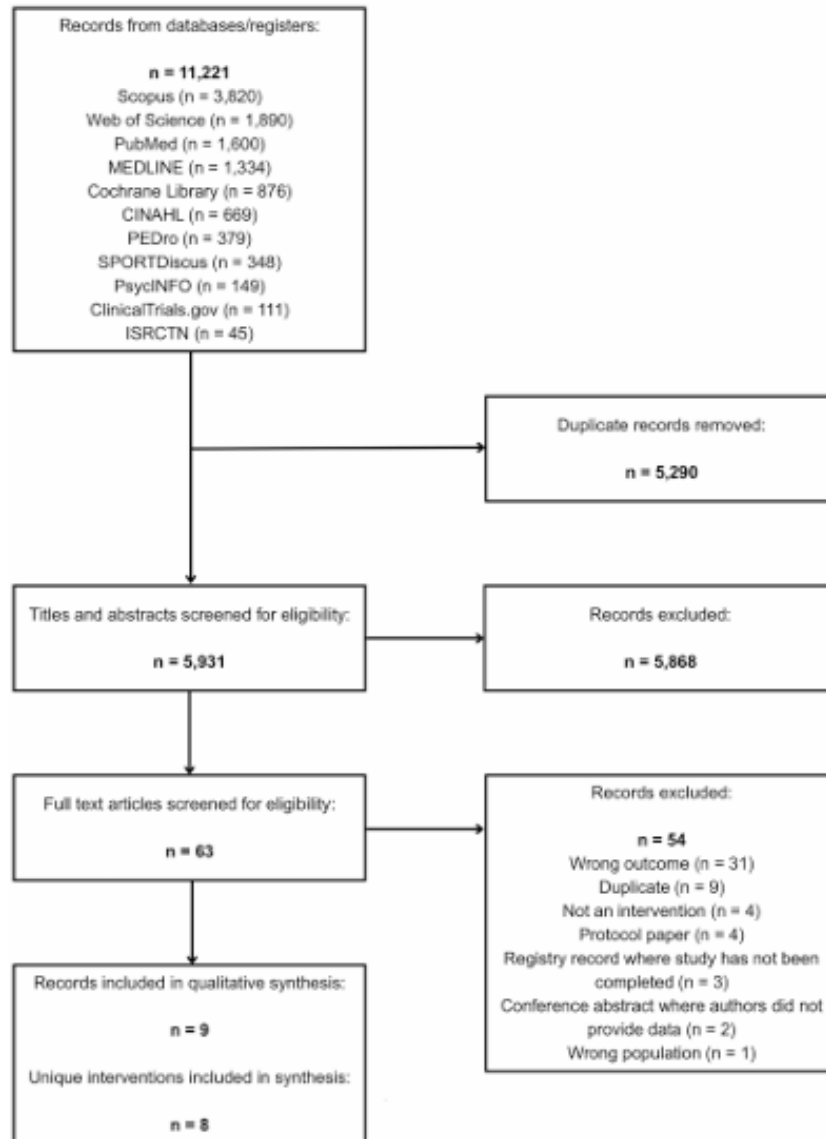 Records from databases/registers:
n = 11,221
Scopus (n = 3,820)
Web of Science (n = 1,890)
PubMed (n = 1,600)
MEDLINE (n = 1,334)
Cochrane Library (n = 876)
CINAHL (n = 669)
PEDro (n = 379)
SPORTDiscus (n = 348)
PsycINFO (n = 149)
ClinicalTrials.gov (n = 111)
ISRCTN (n = 45)
Duplicate records removed:
n = 5,290
Titles and abstracts screened for eligibility:
n = 5,931
Records excluded:
n = 5,868
Full text articles screened for eligibility:
n = 63
Records excluded:
n = 54
Wrong outcome (n = 31)
Duplicate (n = 9)
Not an intervention (n = 4)
Protocol paper (n = 4)
Registry record where study has not been
completed (n = 3)
Conference abstract where authors did not
provide data (n = 2)
Wrong population (n = 1)
Records included in qualitative synthesis:
n = 9
Unique interventions included in synthesis:
n = 8